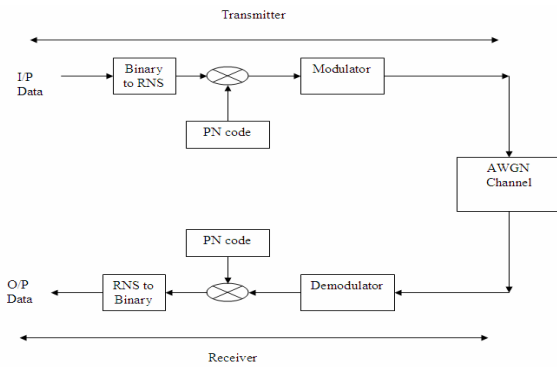 Transmitter
I/P
Data
Binary
to RNS
Modulator
PN code
AWGN
Channel
PN code
O/P
Data
RNS to
Binary
Demodulator
Receiver